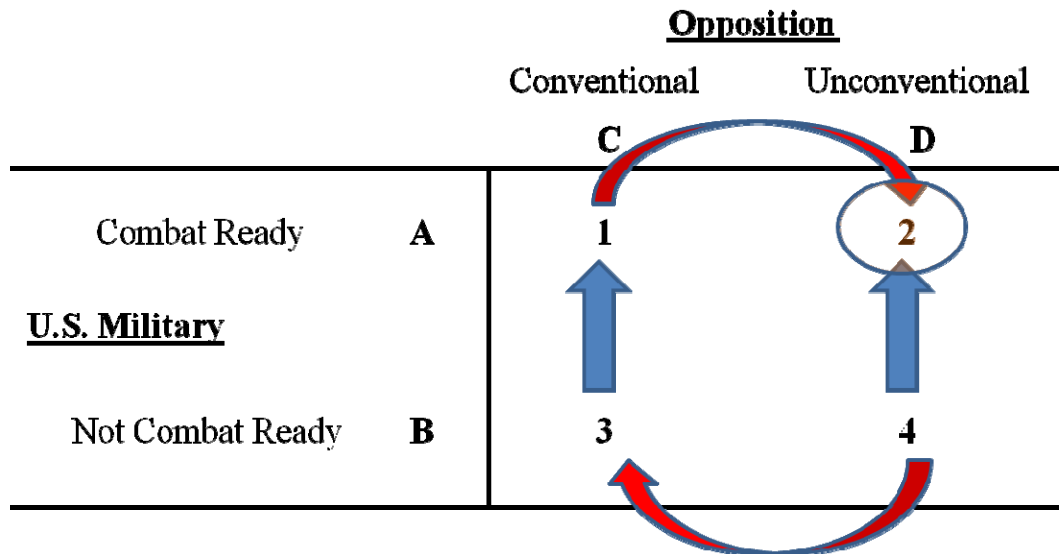 Opposition
Conventional Unconventional
C D
Combat Ready A 1 2
U.S. Military
Not Combat Ready B 3 4